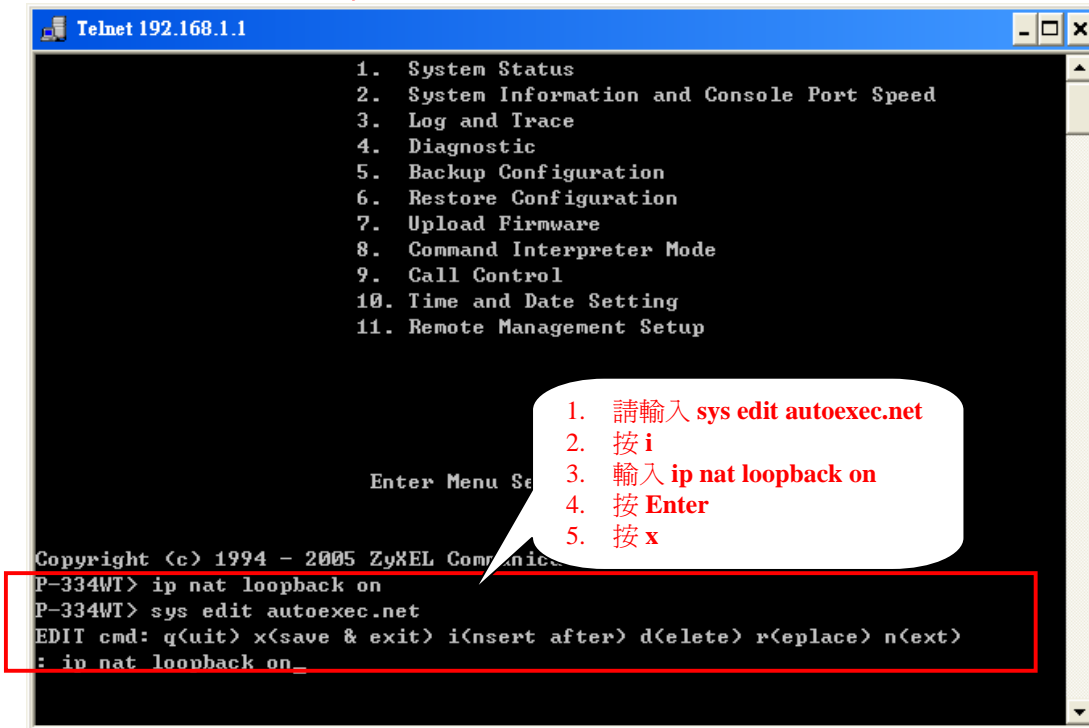 Telnet 192.168.1.1
1. System Status
2. System Information and Console Port Speed
3. Log and Trace
4. Diagnostic
5. Backup Configuration
6. Restore Configuration
7. Upload Firmware
8. Command Interpreter Mode
9. Call Control
10. Time and Date Setting
11. Remote Management Setup
1. 請輸入 sys edit autoexec.net
2. 按 i
3. 輸入 ip nat loopback on
4. 按 Enter
5. 按 x
Enter Menu Se
Copyright (c) 1994 - 2005 ZyXEL
P-334WT> ip nat loopback on
P-334WT> sys edit autoexec.net
EDIT cmd: q(uit) x(save & exit) i(nsert after) d(elete) r(eplace) n(ext)
: ip nat loopback on_